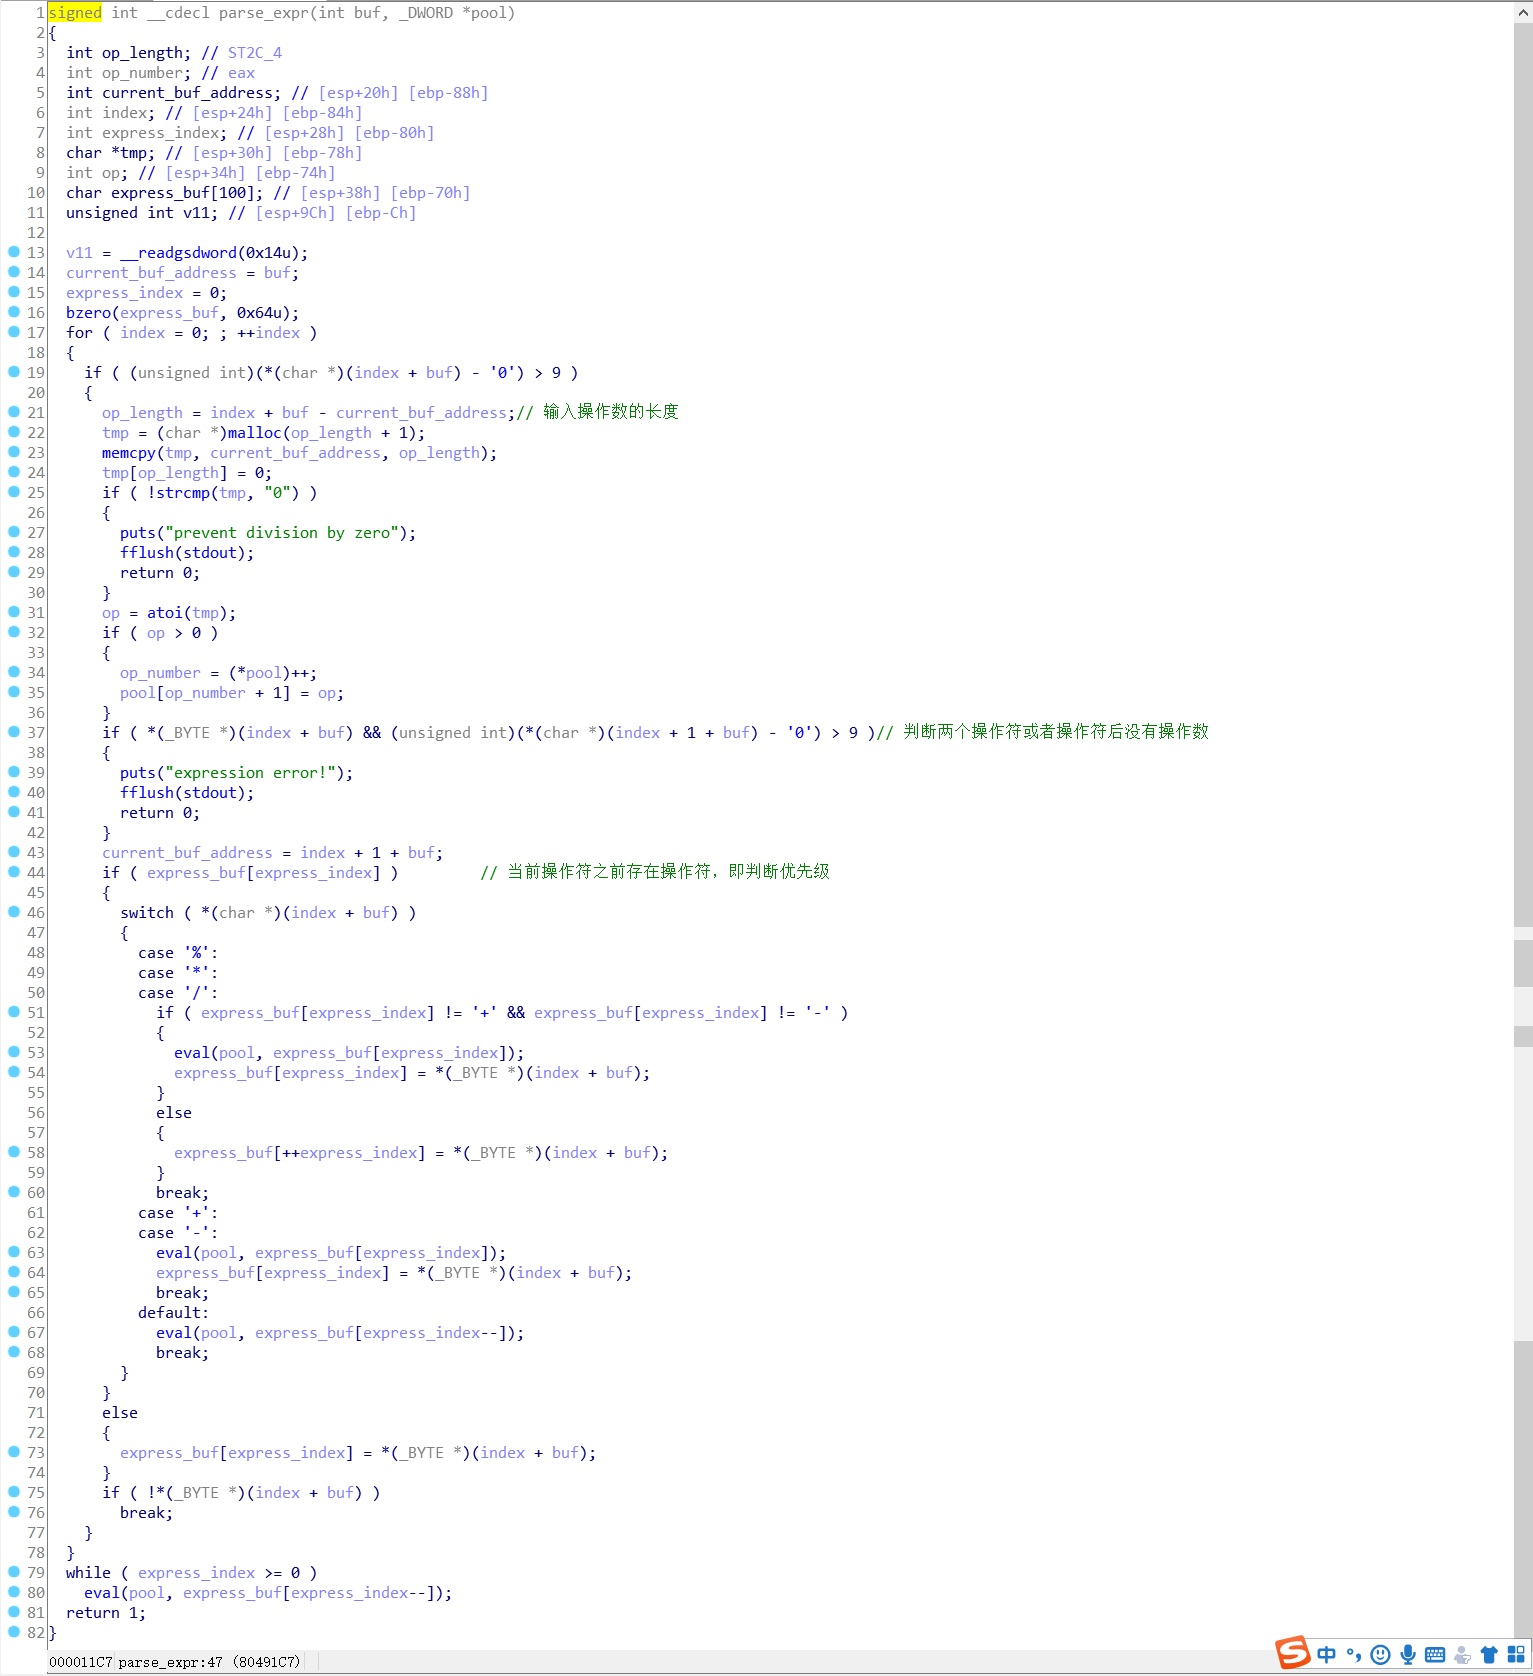 1 signed int __cdecl parse_expr(int buf, _DWORD *pool)
2 {
3   int op_length; // ST2C_4
4   int op_number; // eax
5   int current_buf_address; // [esp+20h] [ebp-88h]
6   int index; // [esp+24h] [ebp-84h]
7   int express_index; // [esp+28h] [ebp-80h]
8   char *tmp; // [esp+30h] [ebp-78h]
9   int op; // [esp+34h] [ebp-74h]
10   char express_buf[100]; // [esp+38h] [ebp-70h]
11   unsigned int v11; // [esp+9Ch] [ebp-Ch]
12
13   v11 = __readgsdword(0x14u);
14   current_buf_address = buf;
15   express_index = 0;
16   bzero(express_buf, 0x64u);
17   for ( index = 0; ; ++index )
18   {
19     if ( (unsigned int)(*(char *)(index + buf) - '0') > 9 )
20     {
21       op_length = index + buf - current_buf_address;// 输入操作数的长度
22       tmp = (char *)malloc(op_length + 1);
23       memcpy(tmp, current_buf_address, op_length);
24       tmp[op_length] = 0;
25       if ( !strcmp(tmp, "0") )
26       {
27         puts("prevent division by zero");
28         fflush(stdout);
29         return 0;
30       }
31       op = atoi(tmp);
32       if ( op > 0 )
33       {
34         op_number = (*pool)++;
35         pool[op_number + 1] = op;
36       }
37       if ( *(_BYTE *)(index + buf) && (unsigned int)(*(char *)(index + 1 + buf) - '0') > 9 )// 判断两个操作符或者操作符后没有操作数
38       {
39         puts("expression error!");
40         fflush(stdout);
41         return 0;
42       }
43       current_buf_address = index + 1 + buf;
44       if ( express_buf[express_index] )         // 当前操作符之前存在操作符，即判断优先级
45       {
46         switch ( *(char *)(index + buf) )
47         {
48           case '%':
49           case '*':
50           case '/':
51             if ( express_buf[express_index] != '+' && express_buf[express_index] != '-' )
52             {
53               eval(pool, express_buf[express_index]);
54               express_buf[express_index] = *(_BYTE *)(index + buf);
55             }
56             else
57             {
58               express_buf[++express_index] = *(_BYTE *)(index + buf);
59             }
60             break;
61           case '+':
62           case '-':
63             eval(pool, express_buf[express_index]);
64             express_buf[express_index] = *(_BYTE *)(index + buf);
65             break;
66           default:
67             eval(pool, express_buf[express_index--]);
68             break;
69         }
70       }
71       else
72       {
73         express_buf[express_index] = *(_BYTE *)(index + buf);
74       }
75       if ( !*(_BYTE *)(index + buf) )
76         break;
77     }
78   }
79   while ( express_index >= 0 )
80     eval(pool, express_buf[express_index--]);
81   return 1;
82 }
000011C7 parse_expr:47 (80491C7)
S 中